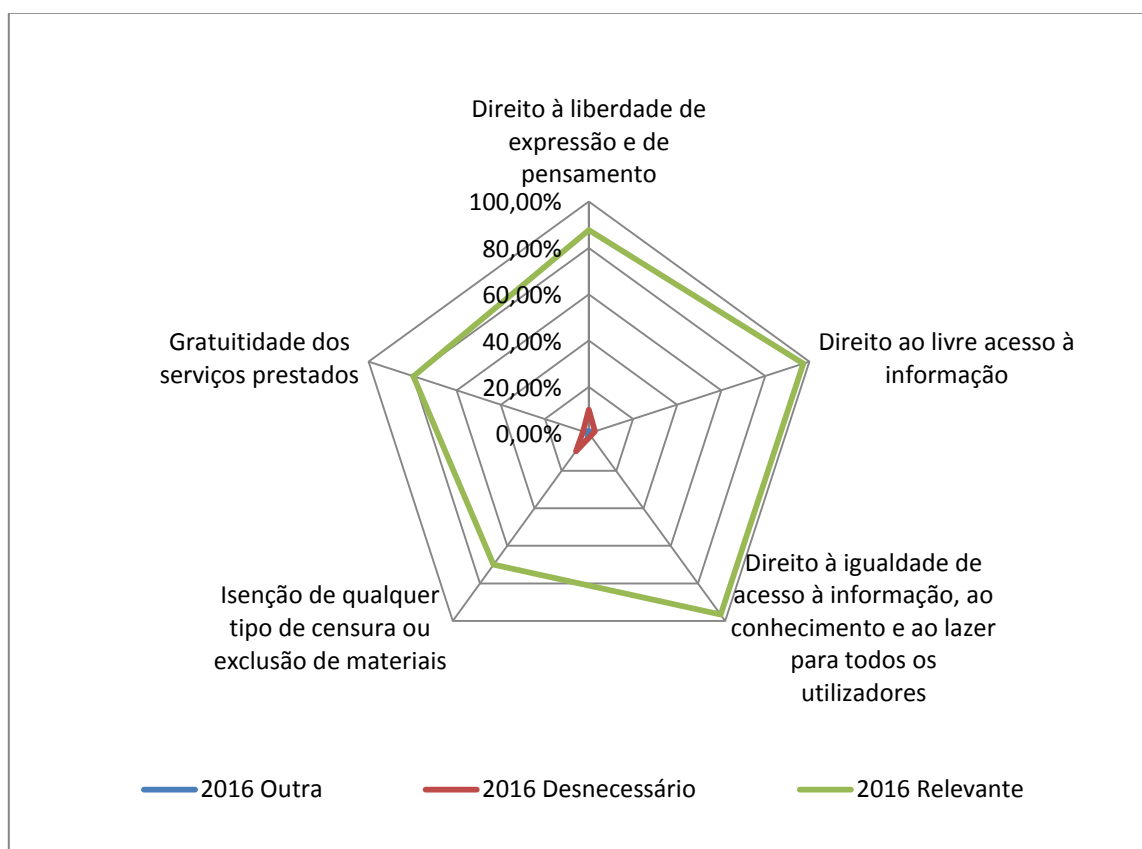 Direito à liberdade de
expressão e de
pensamento
100,00%
80,00%
60,00%
40,00%
20,00%
0,00%
Direito ao livre acesso à
informação
Direito à igualdade de
acesso à informação, ao
conhecimento e ao lazer
para todos os
utilizadores
Isenção de qualquer
tipo de censura ou
exclusão de materiais
Gratuitidade dos
serviços prestados
2016 Outra
2016 Desnecessário
2016 Relevante